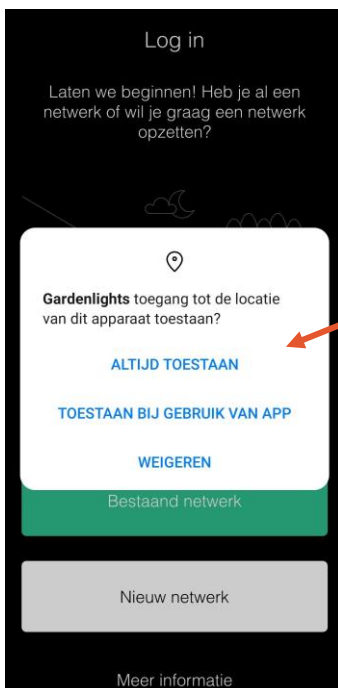 Log in
Laten we beginnen! Heb je al een
netwerk of wil je graag een netwerk
opzetten?
Gardenlights toegang tot de locatie
van dit apparaat toestaan?
ALTIJD TOESTAAN
TOESTAAN BIJ GEBRUIK VAN APP
WEIGEREN
Bestaand netwerk
Nieuw netwerk
Meer informatie